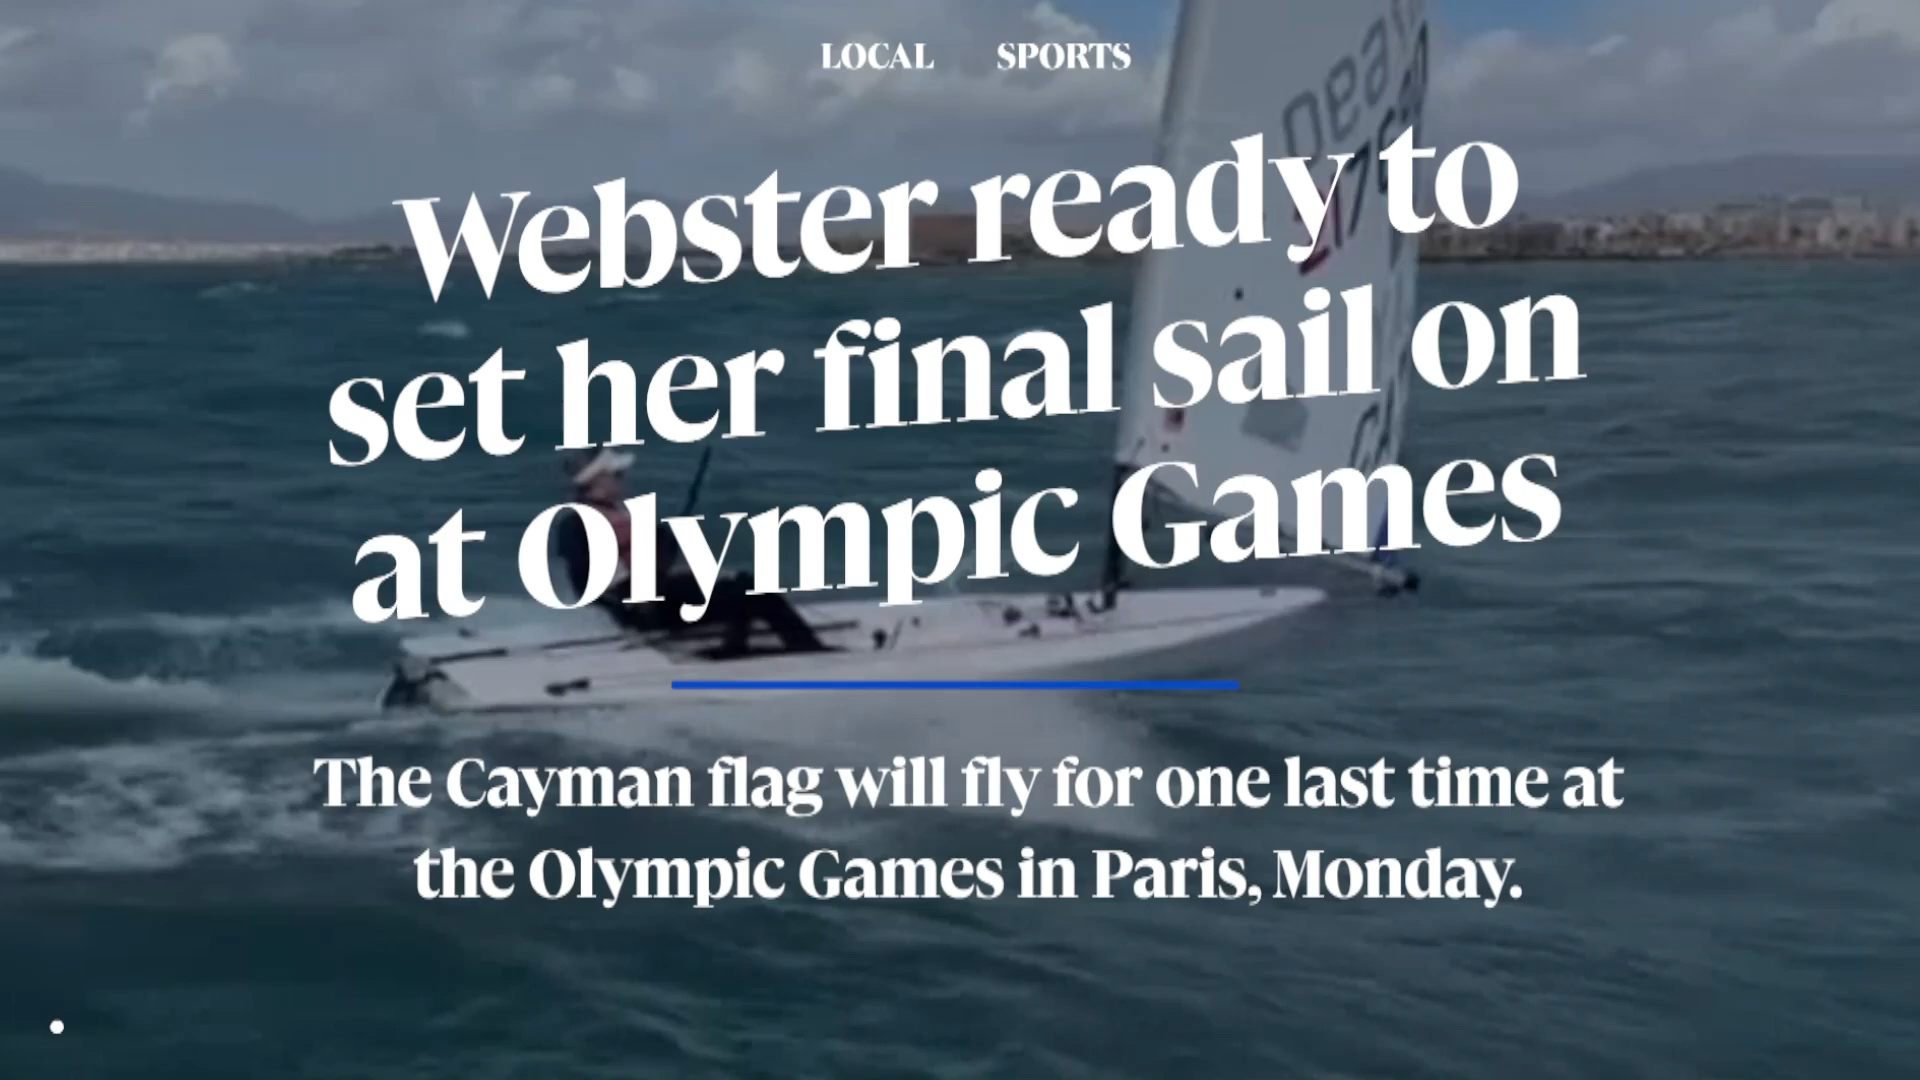 LOCAL SPORTS
Webster ready to
set her final sail on
at Olympic Games
The Cayman flag will fly for one last time at
the Olympic Games in Paris, Monday.